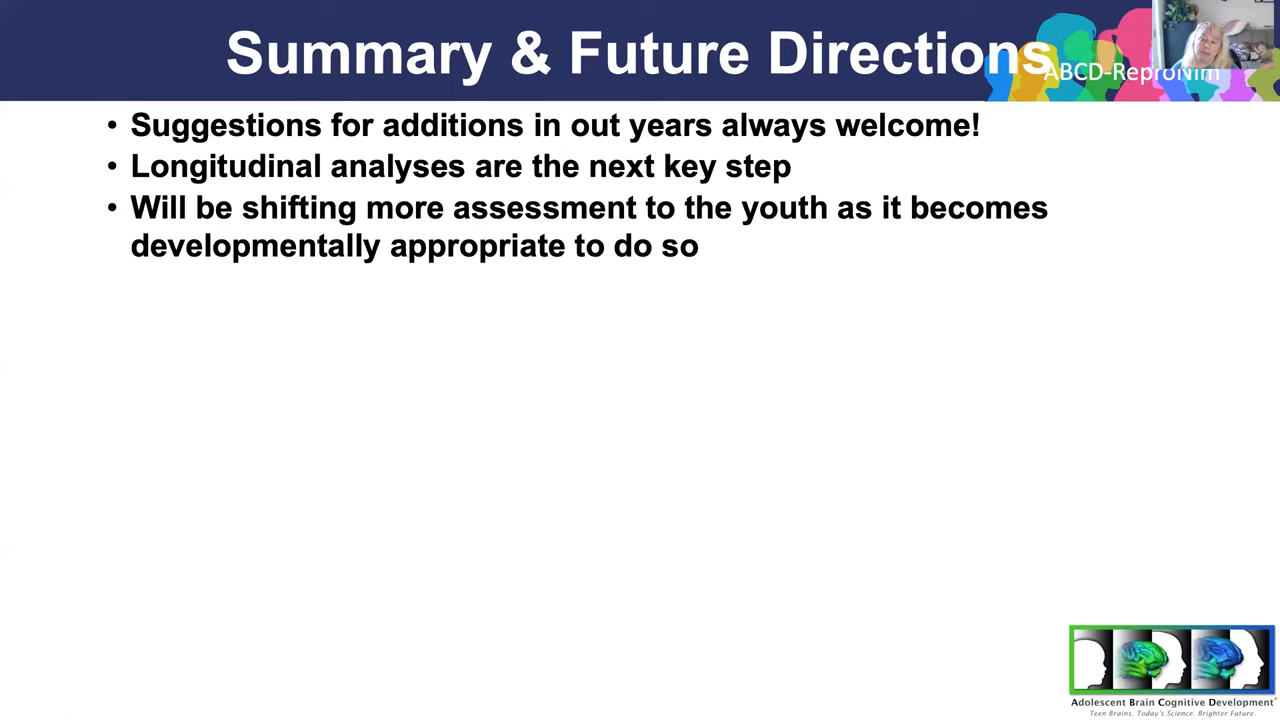 Summary & Future Directions
ABCD-ReproNim
• Suggestions for additions in out years always welcome!
• Longitudinal analyses are the next key step
• Will be shifting more assessment to the youth as it becomes
developmentally appropriate to do so
Adolescent Brain Cognitive Development®
Teen Brains. Today's Science. Brighter Future.